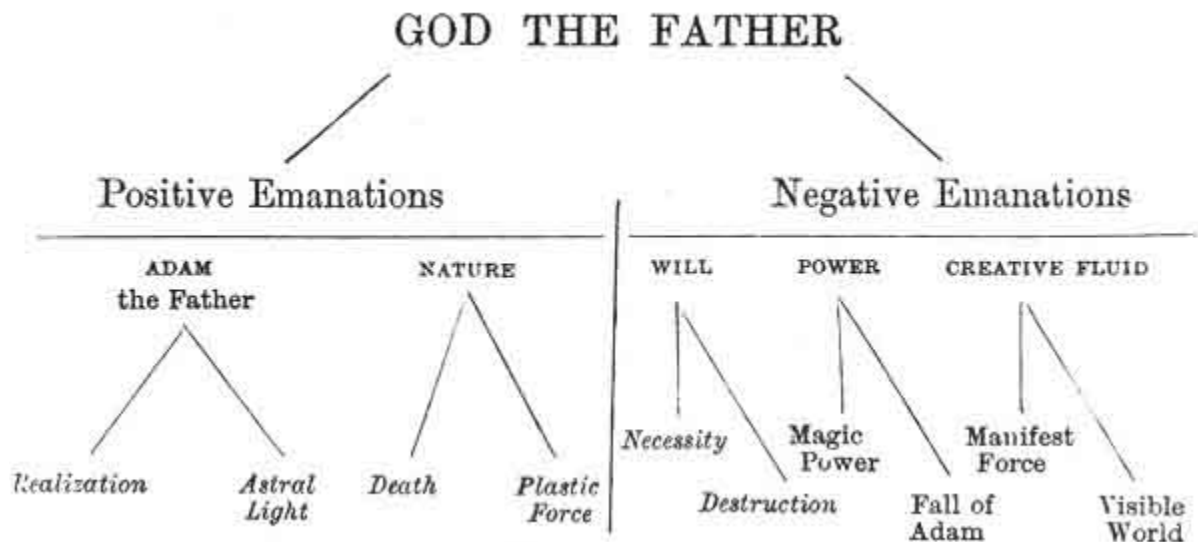 GOD THE FATHER
Positive Emanations
Negative Emanations
ADAM
the Father
NATURE
WILL
POWER
CREATIVE FLUID
Realization
Astral
Light
Death
Plastic
Force
Necessity
Destruction
Magic
Power
Fall of
Adam
Manifest
Force
Visible
World